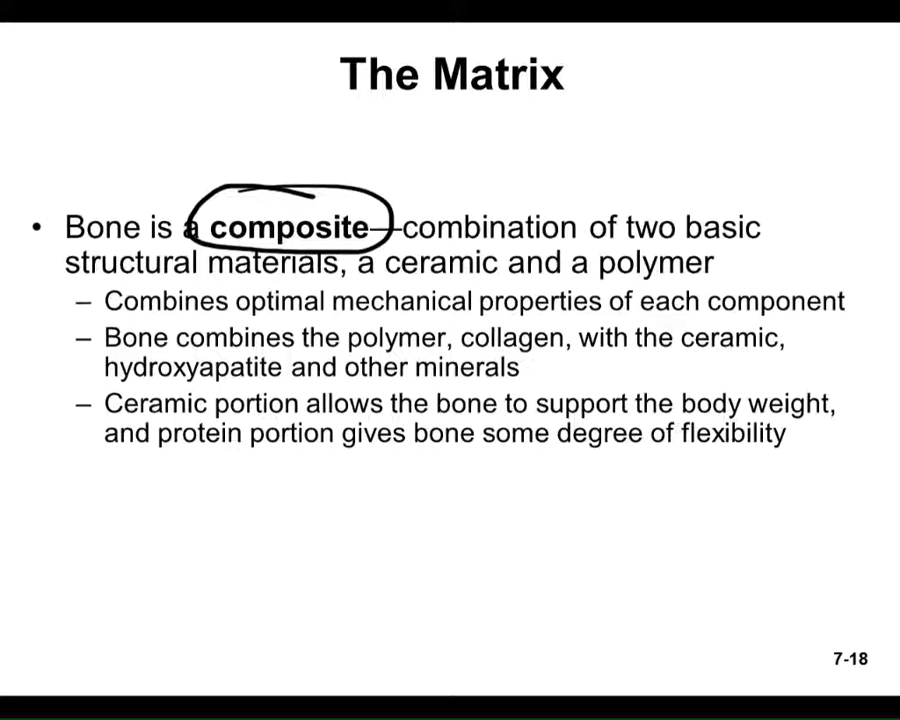 The Matrix
• Bone is a composite—combination of two basic
structural materials, a ceramic and a polymer
– Combines optimal mechanical properties of each component
– Bone combines the polymer, collagen, with the ceramic,
hydroxyapatite and other minerals
– Ceramic portion allows the bone to support the body weight,
and protein portion gives bone some degree of flexibility
7-18